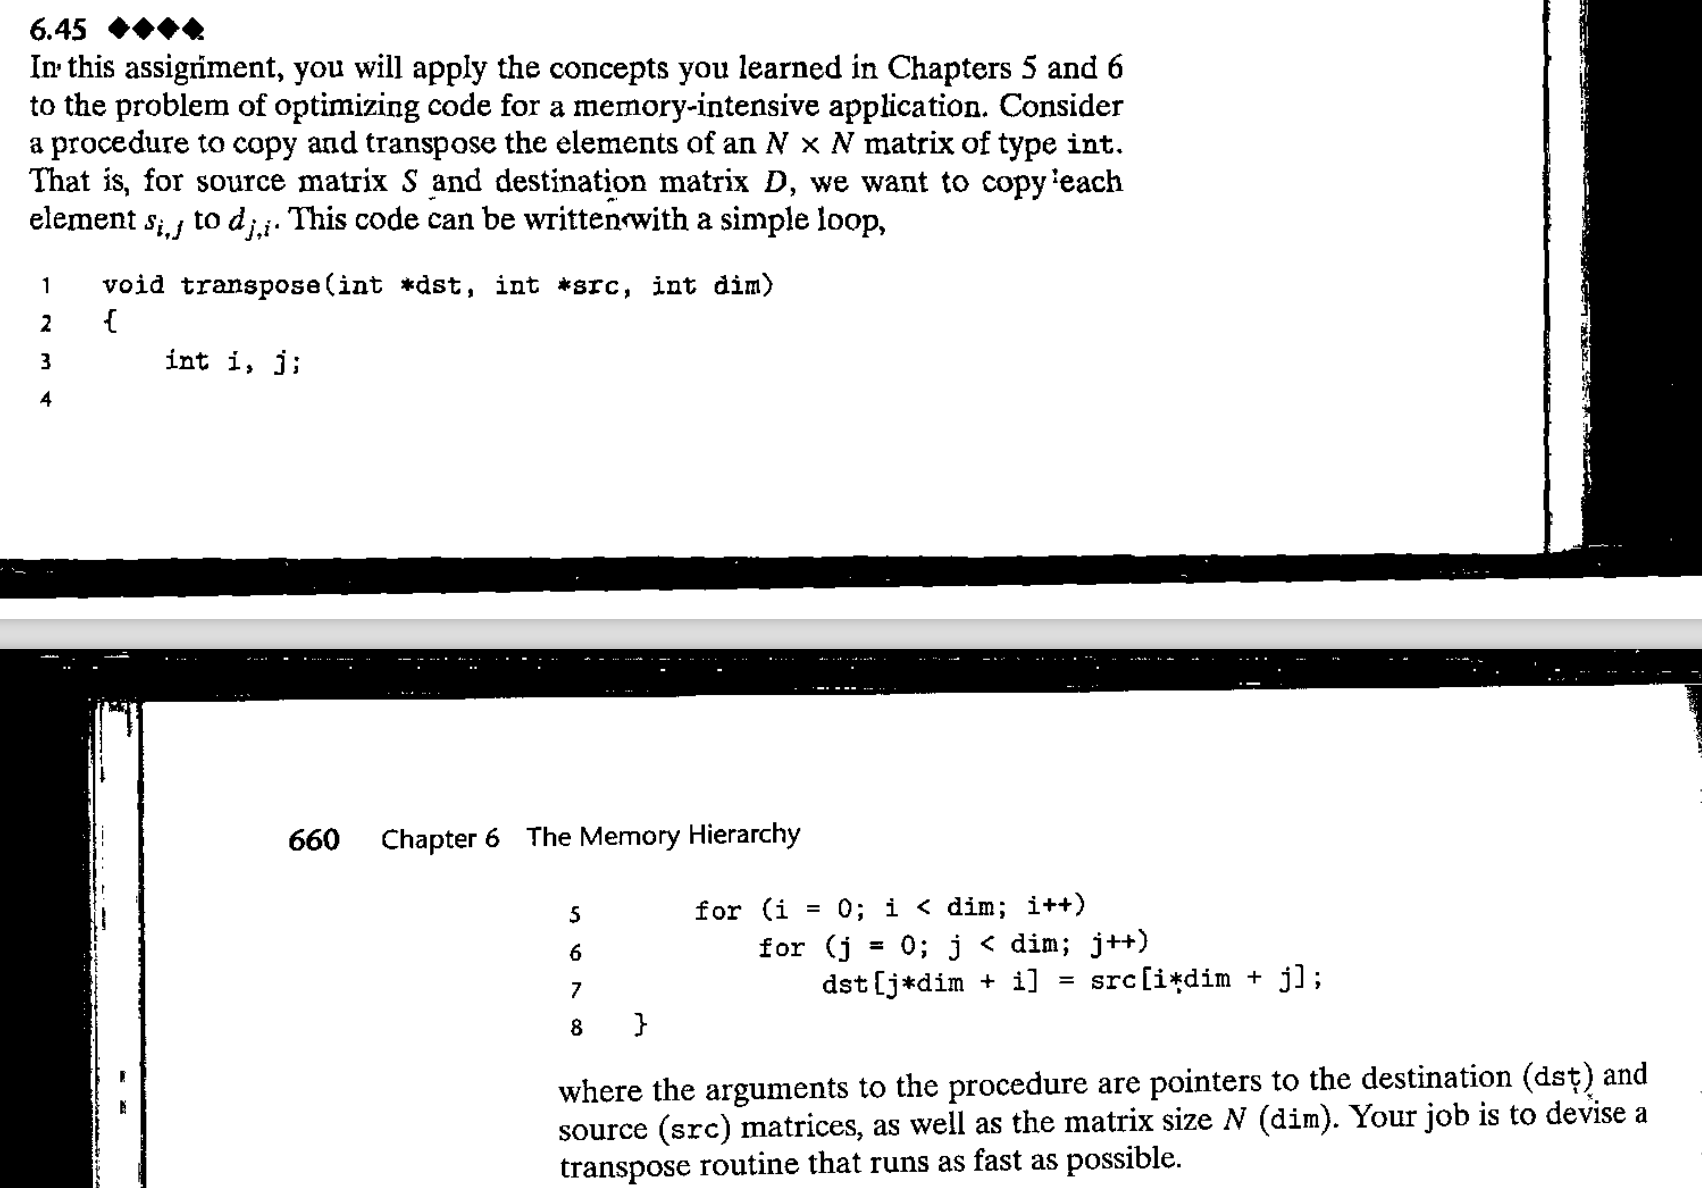 6.45 ◆◆◆◆
In this assignment, you will apply the concepts you learned in Chapters 5 and 6
to the problem of optimizing code for a memory-intensive application. Consider
a procedure to copy and transpose the elements of an N × N matrix of type int.
That is, for source matrix S and destination matrix D, we want to copy each
element s_{i,j} to d_{j,i}. This code can be written with a simple loop,
1 void transpose(int *dst, int *src, int dim)
2 {
3 int i, j;
4
660 Chapter 6 The Memory Hierarchy
5 for (i = 0; i < dim; i++)
6 for (j = 0; j < dim; j++)
7 dst[j*dim + i] = src[i*dim + j];
8 }
where the arguments to the procedure are pointers to the destination (dst) and
source (src) matrices, as well as the matrix size N (dim). Your job is to devise a
transpose routine that runs as fast as possible.